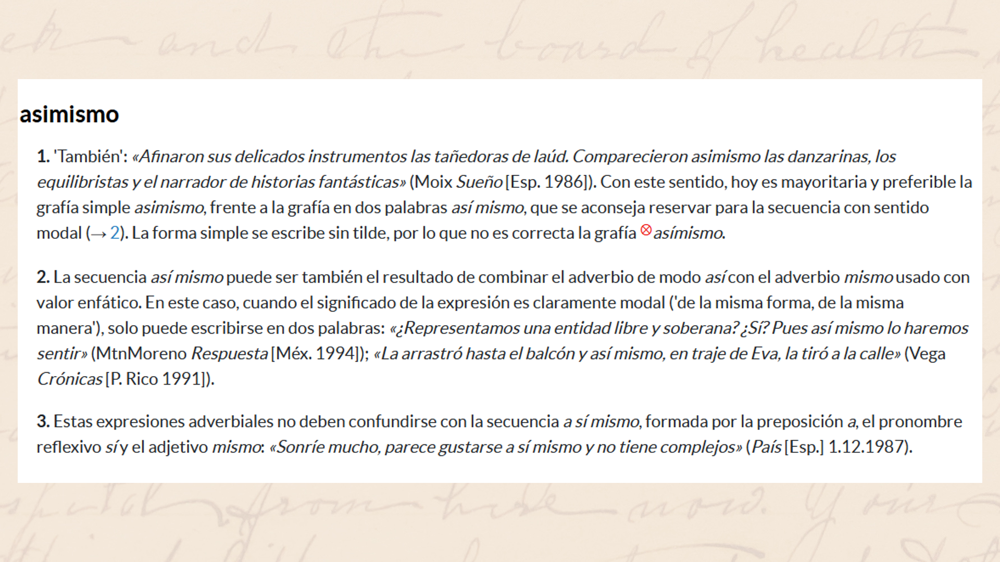 ek and the board of health
asimismo
1. 'También': «Afinaron sus delicados instrumentos las tañedoras de laúd. Comparecieron asimismo las danzarinas, los
equilibristas y el narrador de historias fantásticas» (Moix Sueño [Esp. 1986]). Con este sentido, hoy es mayoritaria y preferible la
grafía simple asimismo, frente a la grafía en dos palabras así mismo, que se aconseja reservar para la secuencia con sentido
modal (→ 2). La forma simple se escribe sin tilde, por lo que no es correcta la grafía ⊗asímismo.
2. La secuencia así mismo puede ser también el resultado de combinar el adverbio de modo así con el adverbio mismo usado con
valor enfático. En este caso, cuando el significado de la expresión es claramente modal ('de la misma forma, de la misma
manera'), solo puede escribirse en dos palabras: «¿Representamos una entidad libre y soberana? ¿Sí? Pues así mismo lo haremos
sentir» (MtnMoreno Respuesta [Méx. 1994]); «La arrastró hasta el balcón y así mismo, en traje de Eva, la tiró a la calle» (Vega
Crónicas [P. Rico 1991]).
3. Estas expresiones adverbiales no deben confundirse con la secuencia a sí mismo, formada por la preposición a, el pronombre
reflexivo sí y el adjetivo mismo: «Sonríe mucho, parece gustarse a sí mismo y no tiene complejos» (País [Esp.] 1.12.1987).
spital from here now. Your